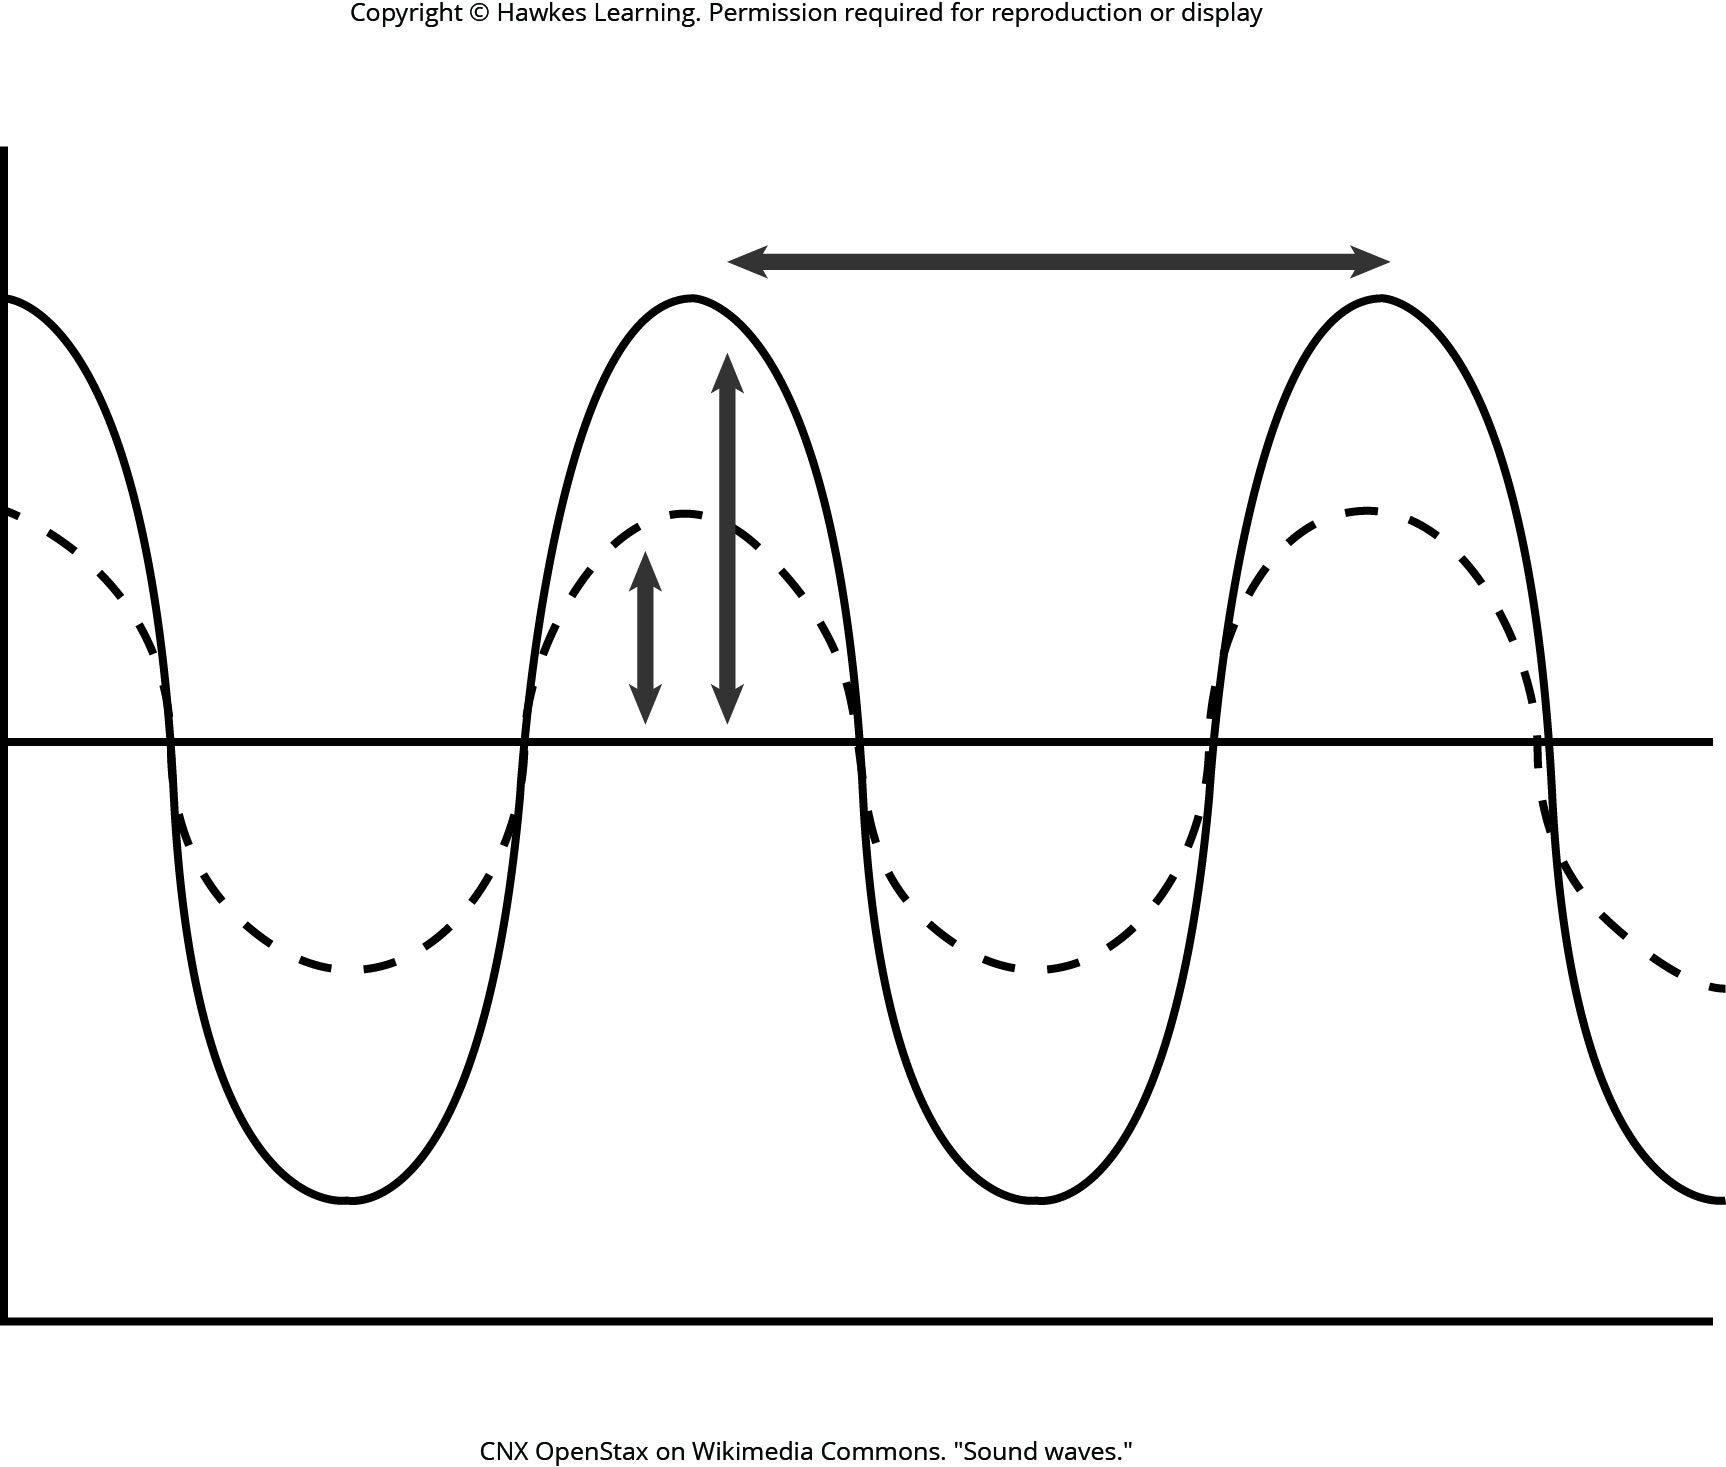 Copyright © Hawkes Learning. Permission required for reproduction or display
CNX OpenStax on Wikimedia Commons. "Sound waves."